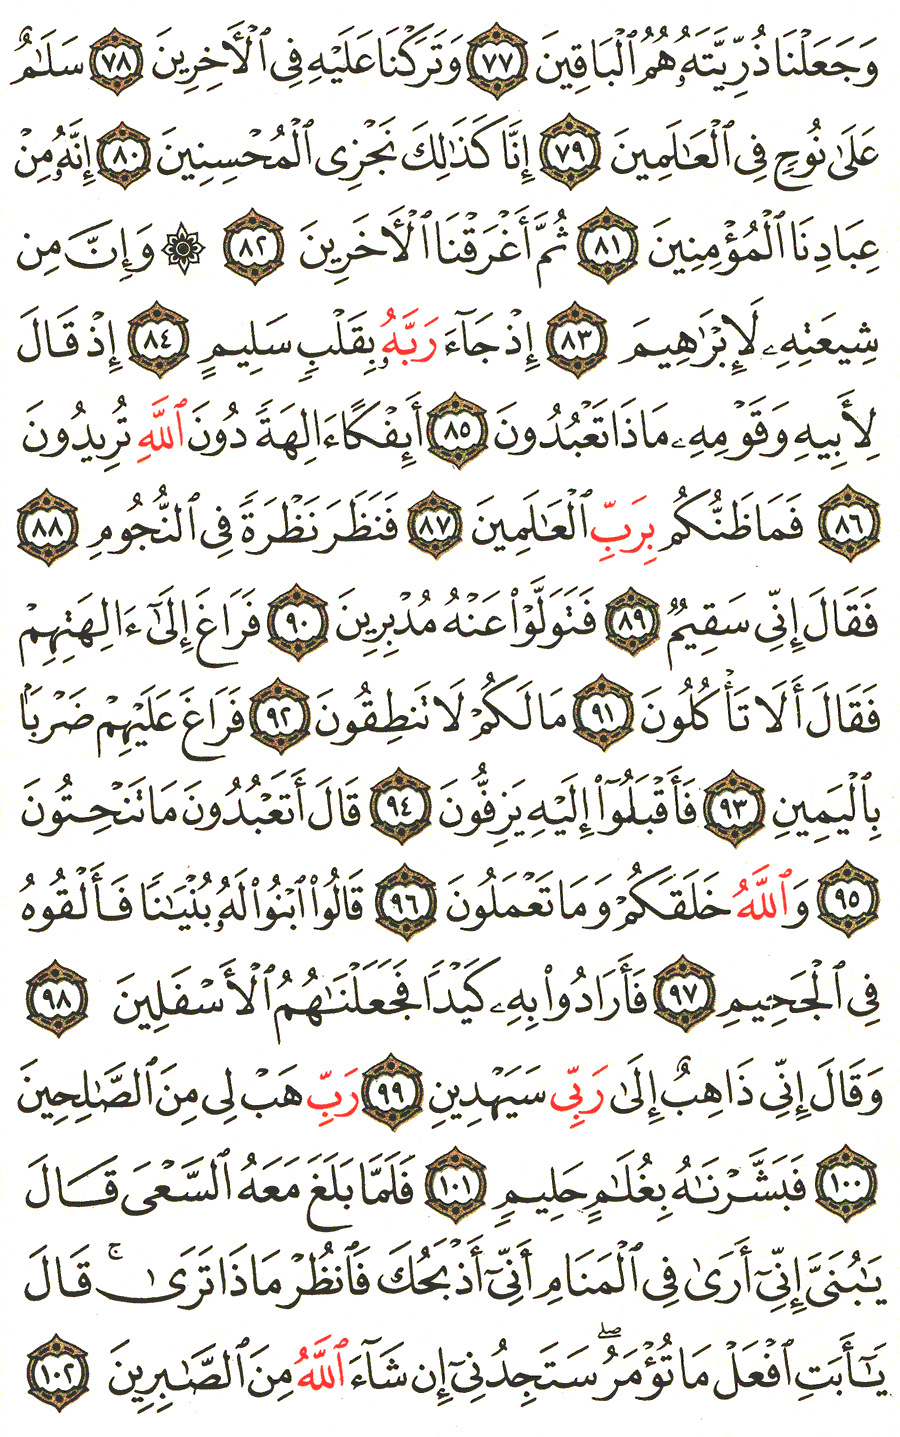 وَجَعَلْنَا ذُرِّيَّتَهُۥ هُمُ ٱلْبَاقِينَ ٧٧ وَتَرَكْنَا عَلَيْهِ فِى ٱلْأَخِرِينَ ٧٨ سَلَٰمٌ
عَلَىٰ نُوحٍ فِى ٱلْعَٰلَمِينَ ٧٩ إِنَّا كَذَٰلِكَ نَجْزِى ٱلْمُحْسِنِينَ ٨٠ إِنَّهُۥ مِنْ
عِبَادِنَا ٱلْمُؤْمِنِينَ ٨١ ثُمَّ أَغْرَقْنَا ٱلْأَخَرِينَ ٨٢ ۞ وَإِنَّ مِن
شِيعَتِهِۦ لَإِبْرَٰهِيمَ ٨٣ إِذْ جَآءَ رَبَّهُۥ بِقَلْبٍ سَلِيمٍ ٨٤ إِذْ قَالَ
لِأَبِيهِ وَقَوْمِهِۦ مَاذَا تَعْبُدُونَ ٨٥ أَئِفْكًا ءَالِهَةً دُونَ ٱللَّهِ تُرِيدُونَ
٨٦ فَمَا ظَنُّكُم بِرَبِّ ٱلْعَٰلَمِينَ ٨٧ فَنَظَرَ نَظْرَةً فِى ٱلنُّجُومِ ٨٨
فَقَالَ إِنِّى سَقِيمٌ ٨٩ فَتَوَلَّوْا۟ عَنْهُ مُدْبِرِينَ ٩٠ فَرَاغَ إِلَىٰٓ ءَالِهَتِهِمْ
فَقَالَ أَلَا تَأْكُلُونَ ٩١ مَا لَكُمْ لَا تَنطِقُونَ ٩٢ فَرَاغَ عَلَيْهِمْ ضَرْبًۢا
بِٱلْيَمِينِ ٩٣ فَأَقْبَلُوٓا۟ إِلَيْهِ يَزِفُّونَ ٩٤ قَالَ أَتَعْبُدُونَ مَا تَنْحِتُونَ
٩٥ وَٱللَّهُ خَلَقَكُمْ وَمَا تَعْمَلُونَ ٩٦ قَالُوا۟ ٱبْنُوا۟ لَهُۥ بُنْيَٰنًا فَأَلْقُوهُ
فِى ٱلْجَحِيمِ ٩٧ فَأَرَادُوا۟ بِهِۦ كَيْدًا فَجَعَلْنَٰهُمُ ٱلْأَسْفَلِينَ ٩٨
وَقَالَ إِنِّى ذَاهِبٌ إِلَىٰ رَبِّى سَيَهْدِينِ ٩٩ رَبِّ هَبْ لِى مِنَ ٱلصَّٰلِحِينَ
١٠٠ فَبَشَّرْنَٰهُ بِغُلَٰمٍ حَلِيمٍ ١٠١ فَلَمَّا بَلَغَ مَعَهُ ٱلسَّعْىَ قَالَ
يَٰبُنَىَّ إِنِّىٓ أَرَىٰ فِى ٱلْمَنَامِ أَنِّىٓ أَذْبَحُكَ فَٱنظُرْ مَاذَا تَرَىٰ ۚ قَالَ
يَٰٓأَبَتِ ٱفْعَلْ مَا تُؤْمَرُ ۖ سَتَجِدُنِىٓ إِن شَآءَ ٱللَّهُ مِنَ ٱلصَّٰبِرِينَ ١٠٢